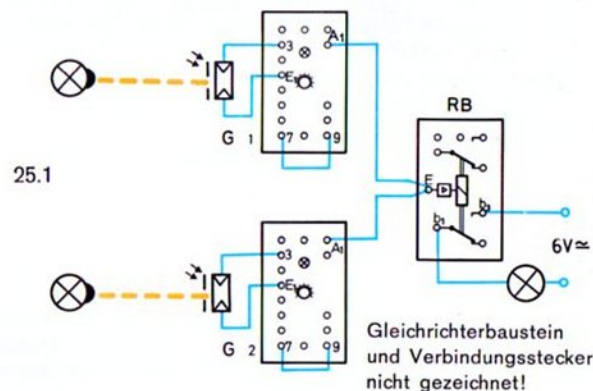 3
A1
E1
G 1
7
9
RB
25.1
E
b2
b1
6V≃
3
A1
E1
G 2
7
9
Gleichrichterbaustein
und Verbindungsstecker
nicht gezeichnet!